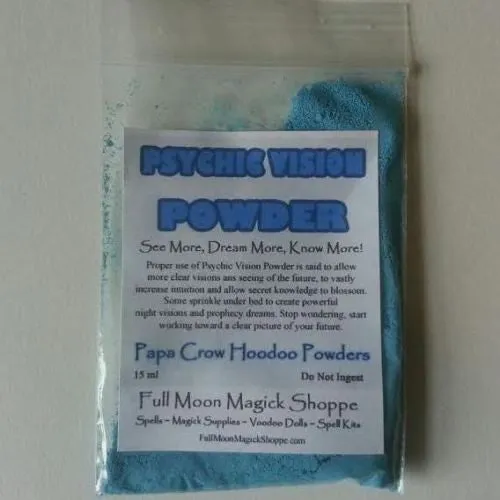 PSYCHIC VISION
POWDER
See More, Dream More, Know More!
Proper use of Psychic Vision Powder is said to allow
more clear visions ans seeing of the future, to vastly
increase intuition and allow secret knowledge to blossom.
Some sprinkle under bed to create powerful
night visions and prophecy dreams. Stop wondering, start
working toward a clear picture of your future.
Papa Crow Hoodoo Powders
15 ml Do Not Ingest
Full Moon Magick Shoppe
Spells ~ Magick Supplies ~ Voodoo Dolls ~ Spell Kits
FullMoonMagickShoppe.com